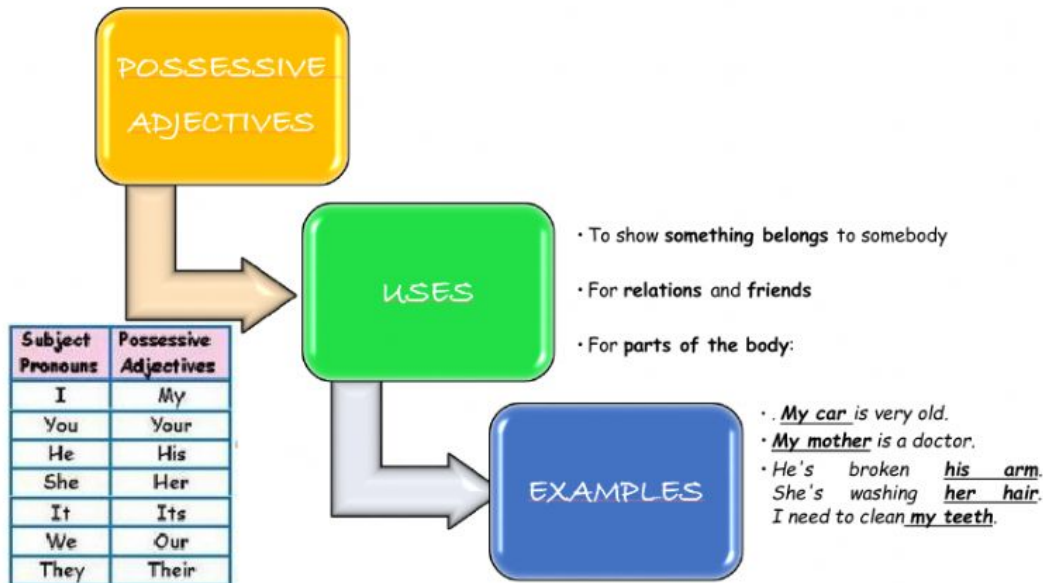 POSSESSIVE
ADJECTIVES
USES
· To show something belongs to somebody
· For relations and friends
· For parts of the body:
Subject Pronouns Possessive Adjectives
I My
You Your
He His
She Her
It Its
We Our
They Their
EXAMPLES
· . My car is very old.
· My mother is a doctor.
· He's broken his arm.
She's washing her hair.
I need to clean my teeth.